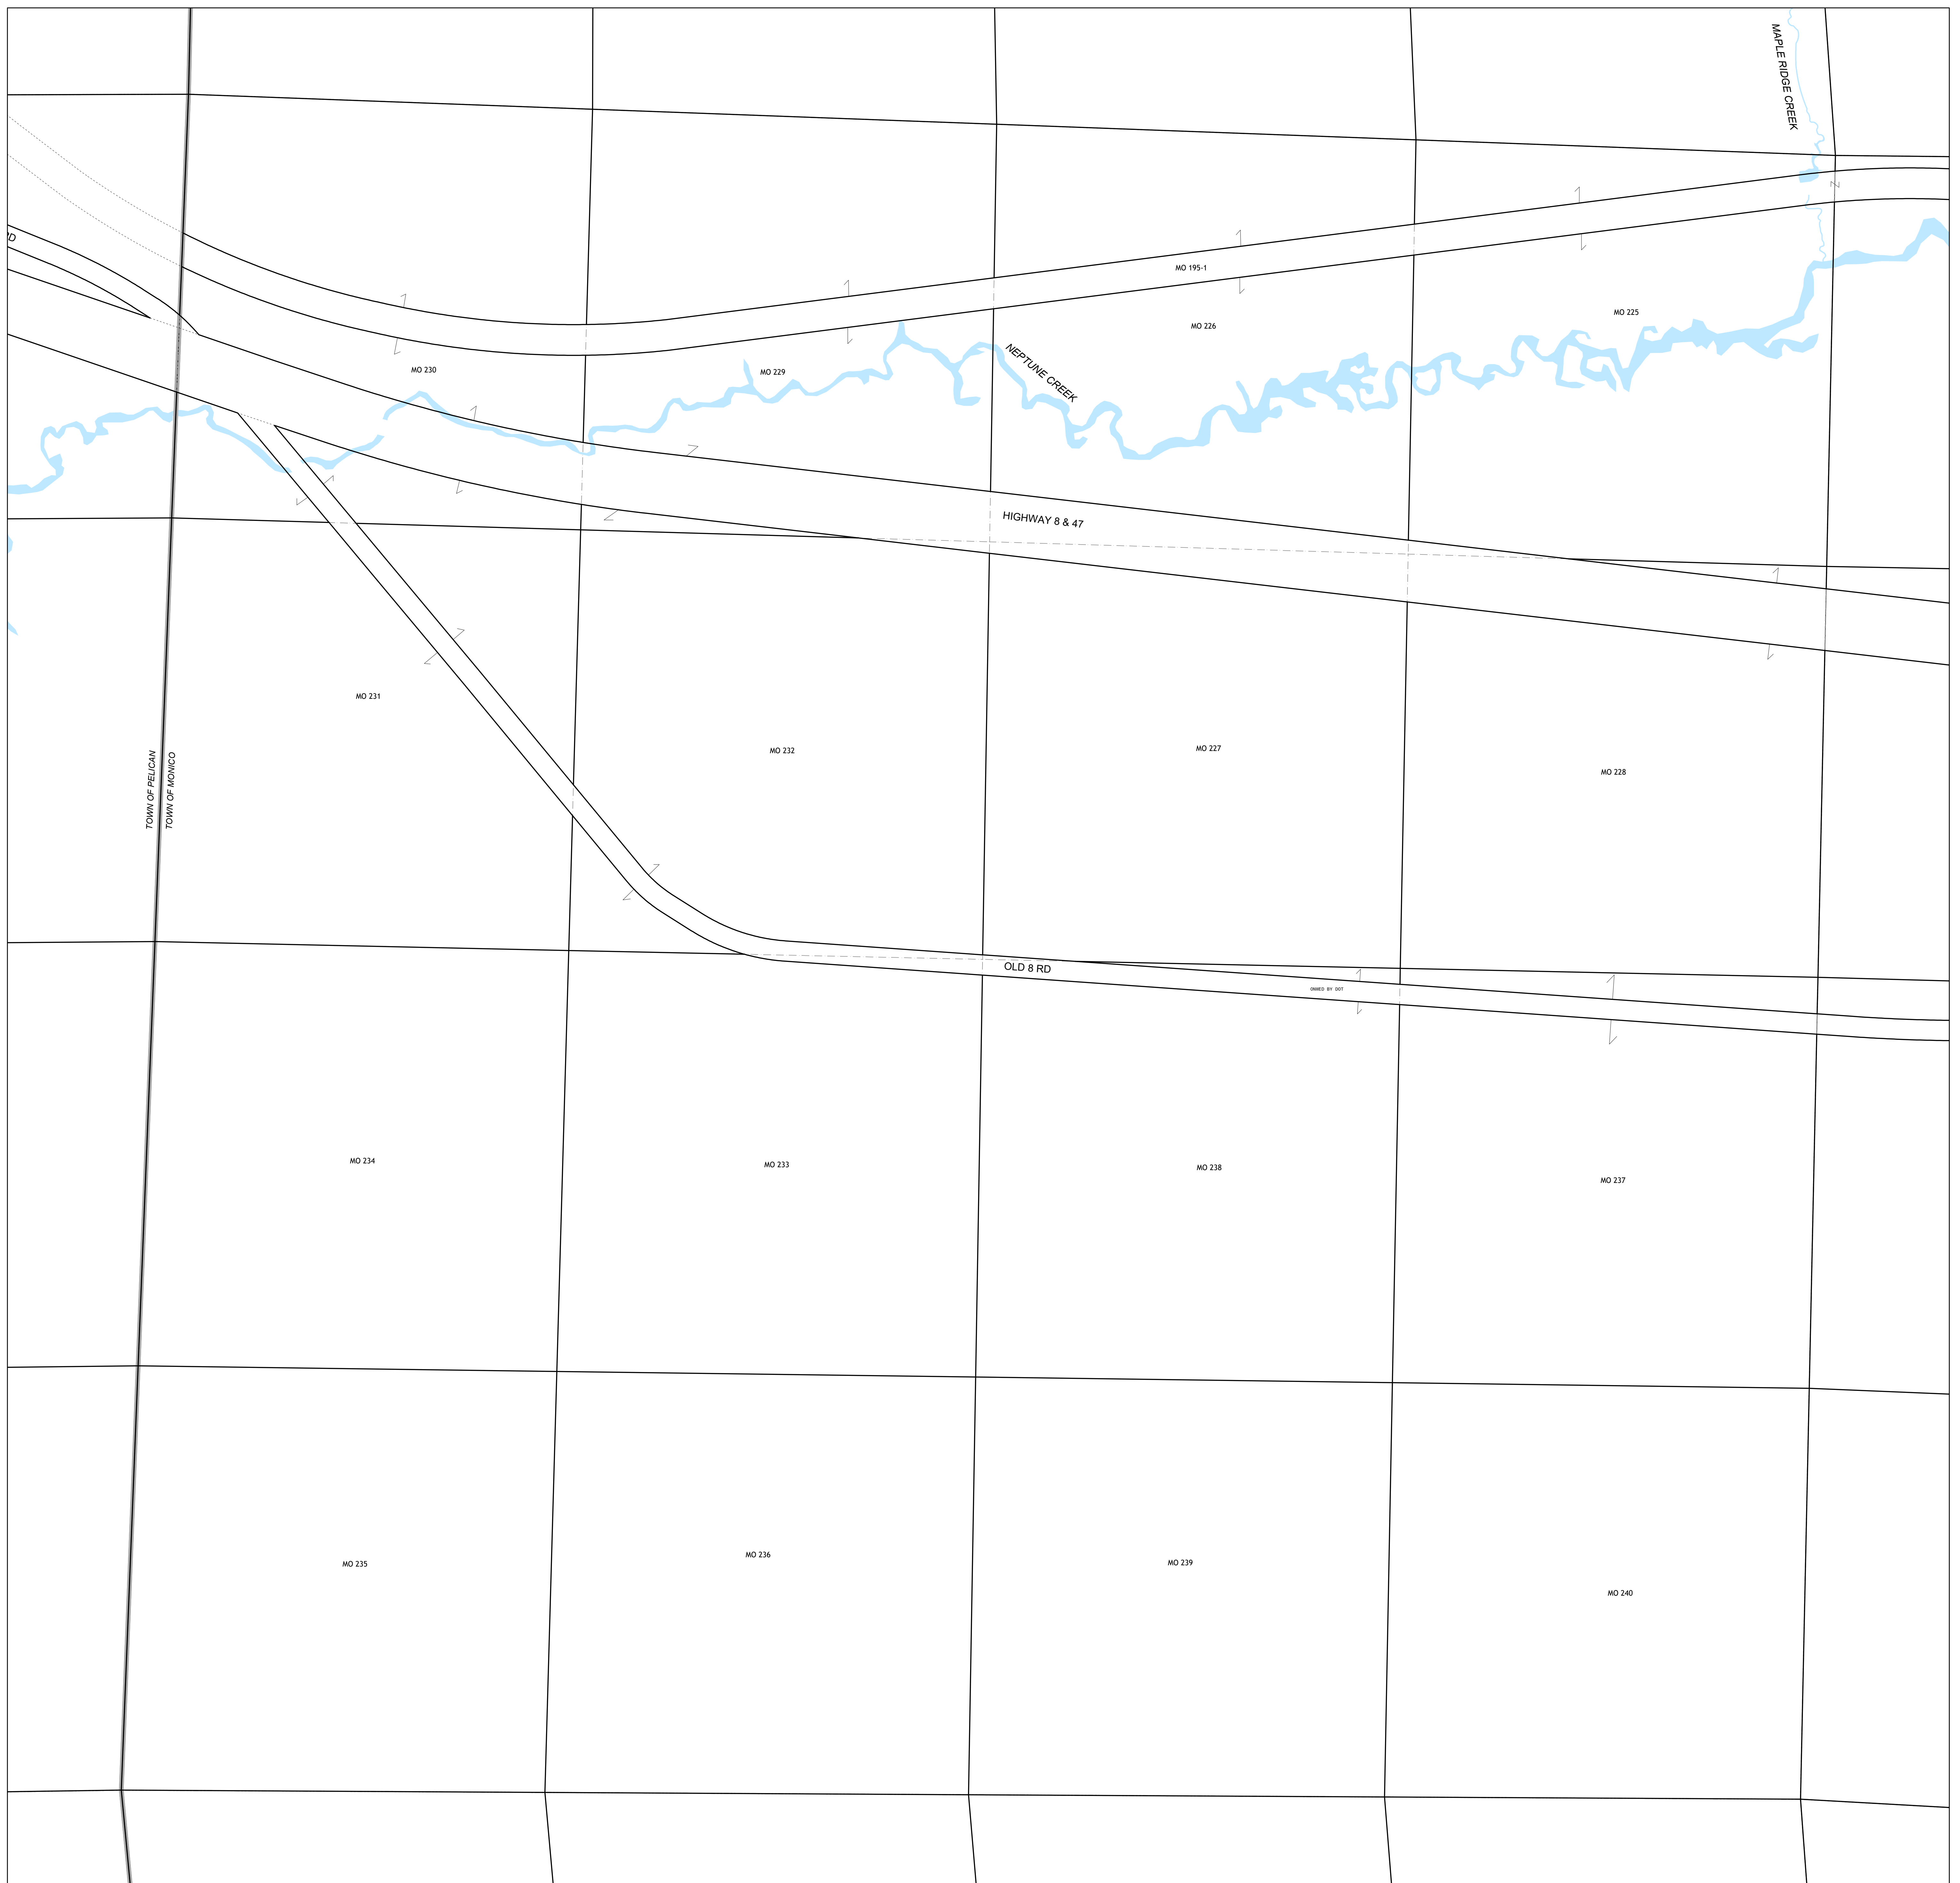 MAPLE RIDGE CREEK
RD
MO 195-1
MO 225
MO 226
NEPTUNE CREEK
MO 230
MO 229
HIGHWAY 8 & 47
MO 231
MO 232
MO 227
MO 228
TOWN OF PELICAN
TOWN OF MONICO
OLD 8 RD
OWNED BY DOT
MO 234
MO 233
MO 238
MO 237
MO 235
MO 236
MO 239
MO 240